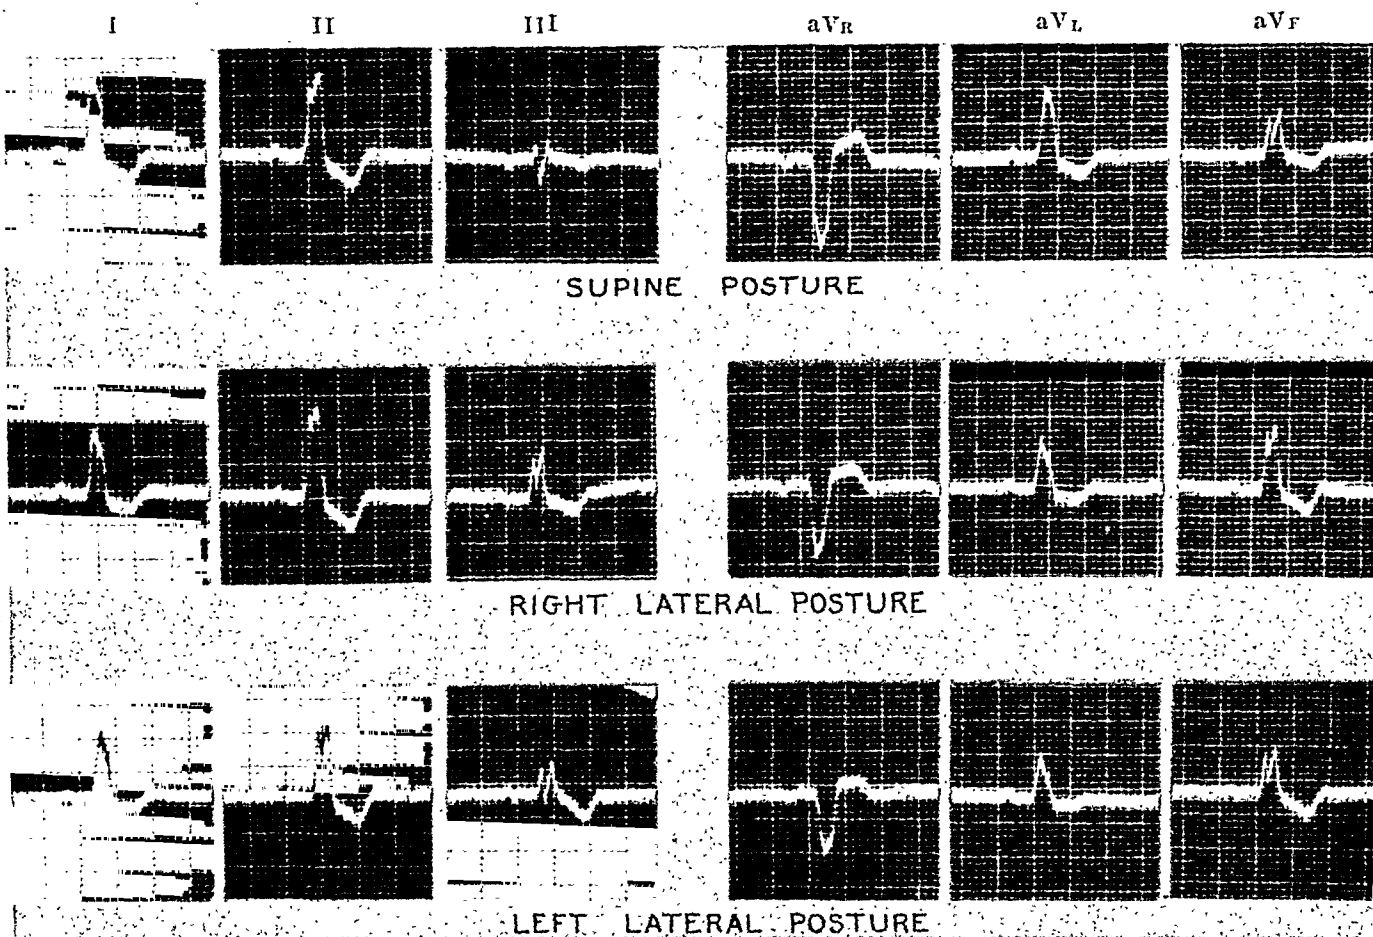 I II III aVR aVL aVF
SUPINE POSTURE
RIGHT LATERAL POSTURE
LEFT LATERAL POSTURE